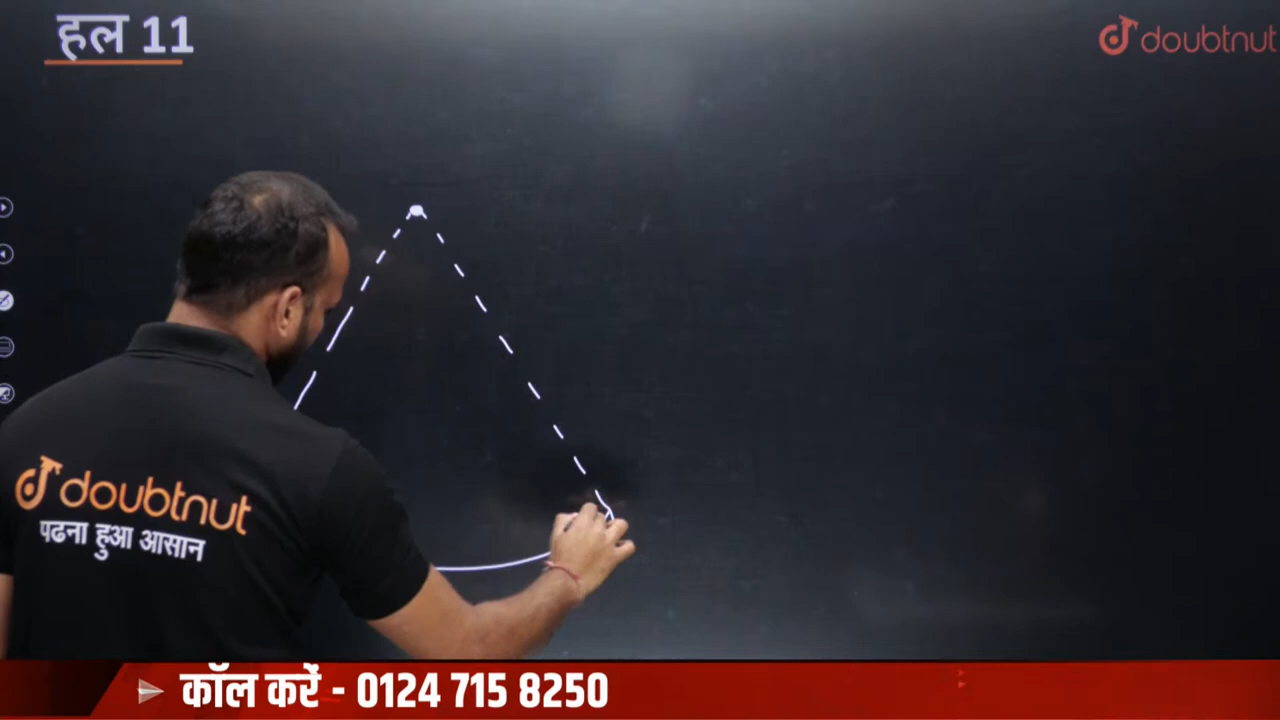 हल 11
doubtnut
doubtnut
पढना हुआ आसान
कॉल करें - 0124 715 8250